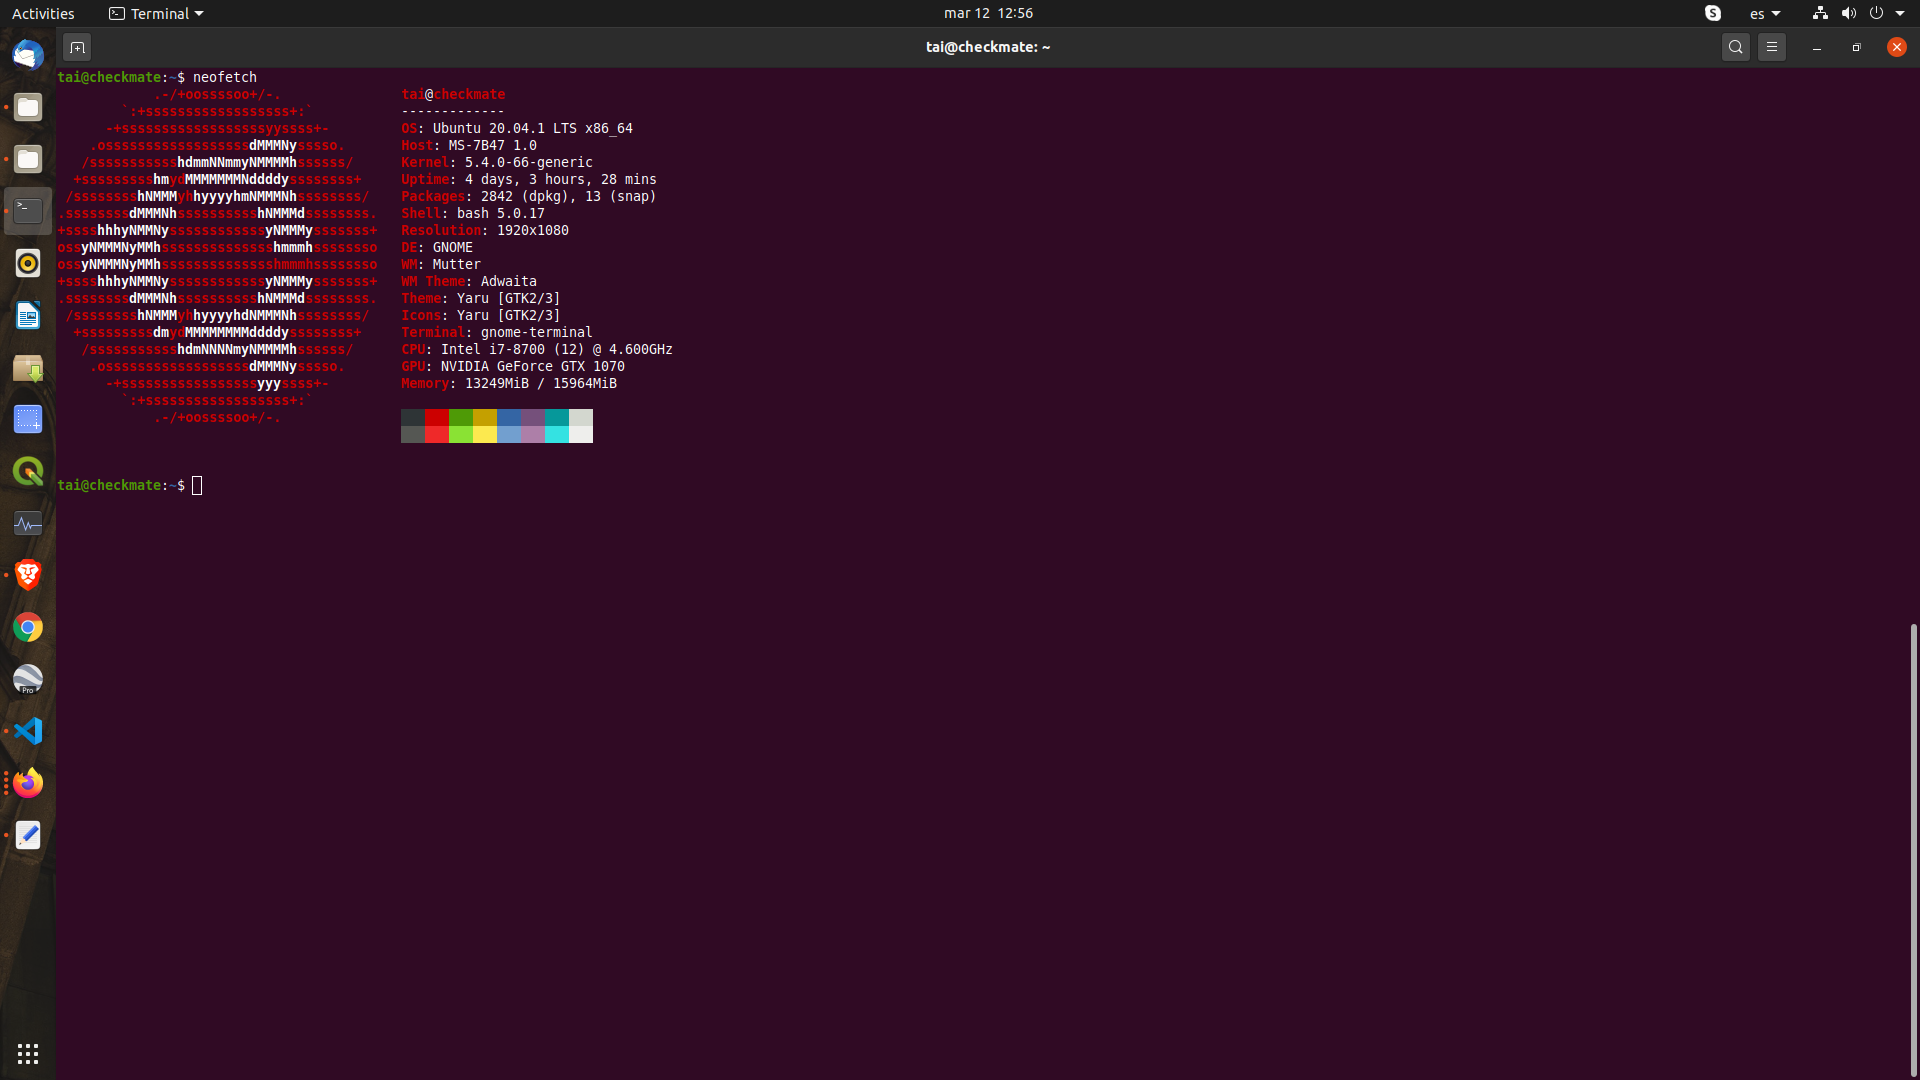 Activities Terminal mar 12 12:56 S es
tai@checkmate: ~
tai@checkmate:~$ neofetch
.-/+oossssoo+/-. tai@checkmate
`:+ssssssssssssssssss+:` -------------
-+ssssssssssssssssssyyssss+- OS: Ubuntu 20.04.1 LTS x86_64
.ossssssssssssssssssdMMMNysssso. Host: MS-7B47 1.0
/ssssssssssshdmmNNmmyNMMMMhssssss/ Kernel: 5.4.0-66-generic
+ssssssssshmydMMMMMMMNddddyssssssss+ Uptime: 4 days, 3 hours, 28 mins
/sssssssshNMMMyhhyyyyhmNMMMNhssssssss/ Packages: 2842 (dpkg), 13 (snap)
.ssssssssdMMMNhsssssssssshNMMMdssssssss. Shell: bash 5.0.17
+sssshhhyNMMNyssssssssssssyNMMMysssssss+ Resolution: 1920x1080
ossyNMMMNyMMhsssssssssssssshmmmhssssssso DE: GNOME
ossyNMMMNyMMhsssssssssssssshmmmhssssssso WM: Mutter
+sssshhhyNMMNyssssssssssssyNMMMysssssss+ WM Theme: Adwaita
.ssssssssdMMMNhsssssssssshNMMMdssssssss. Theme: Yaru [GTK2/3]
/sssssssshNMMMyhhyyyyhdNMMMNhssssssss/ Icons: Yaru [GTK2/3]
+sssssssssdmydMMMMMMMMddddyssssssss+ Terminal: gnome-terminal
/ssssssssssshdmNNNNmyNMMMMhssssss/ CPU: Intel i7-8700 (12) @ 4.600GHz
.ossssssssssssssssssdMMMNysssso. GPU: NVIDIA GeForce GTX 1070
-+sssssssssssssssssyyyssss+- Memory: 13249MiB / 15964MiB
`:+ssssssssssssssssss+:`
.-/+oossssoo+/-.
tai@checkmate:~$
Pro